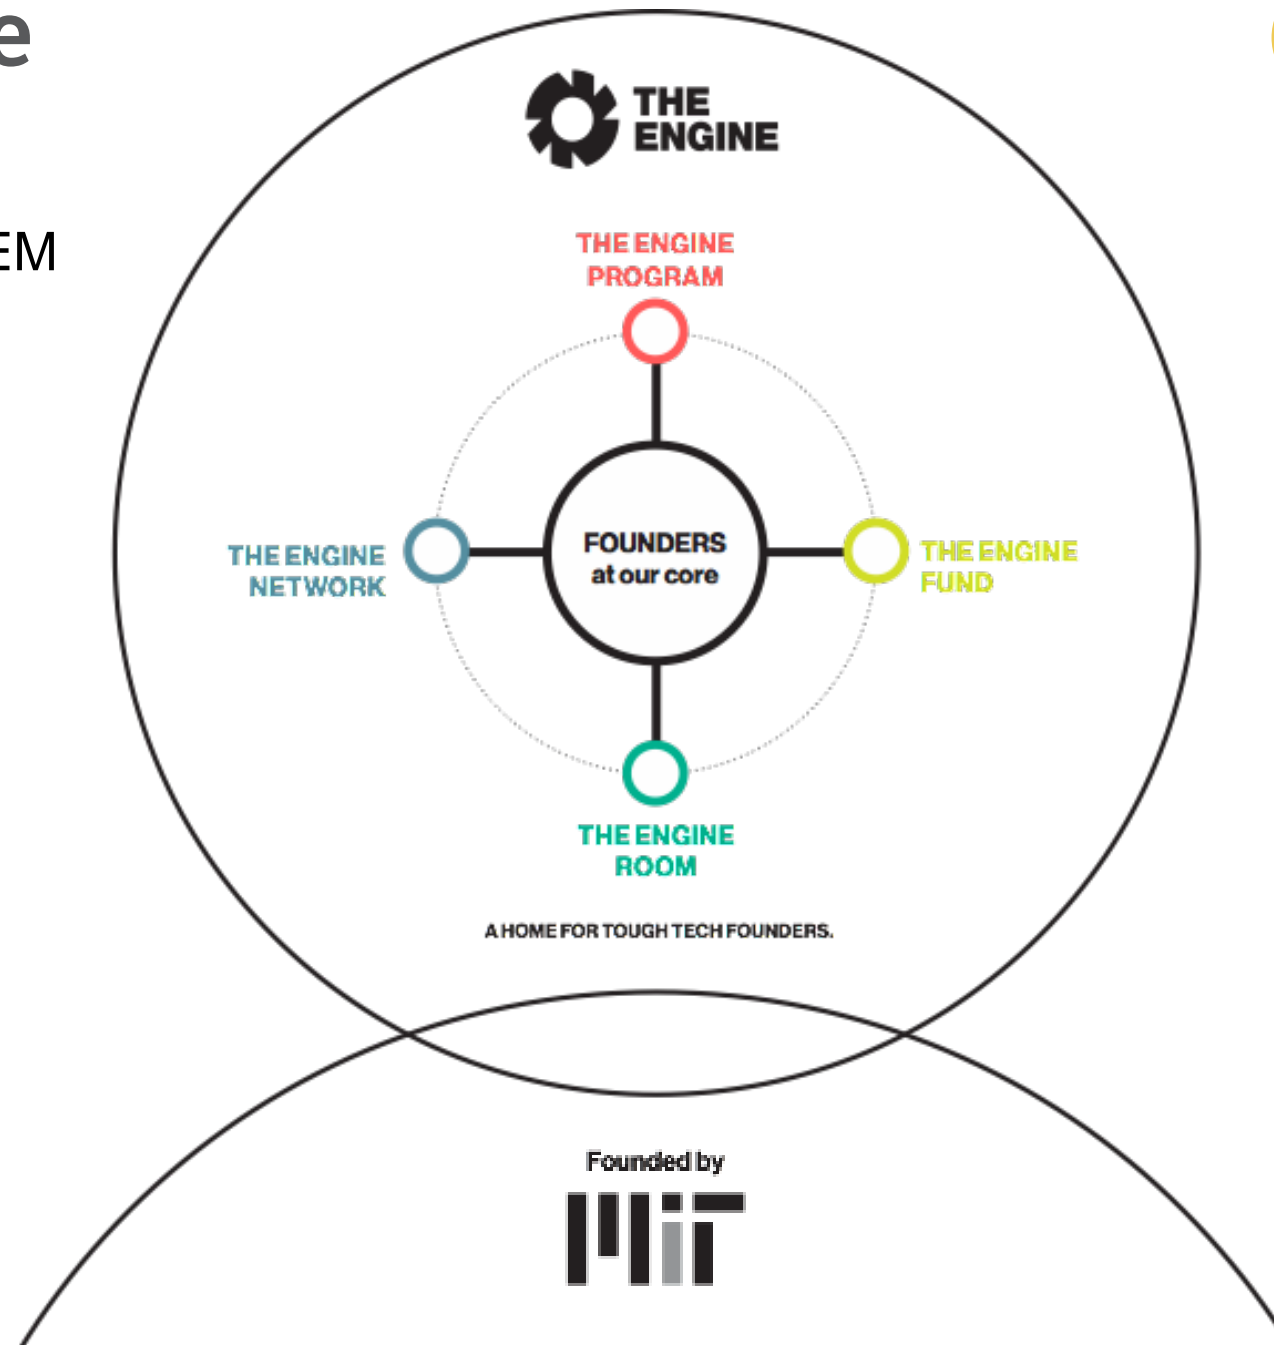 e
THE
ENGINE
EM
THE ENGINE
PROGRAM
FOUNDERS
at our core
THE ENGINE
NETWORK
THE ENGINE
FUND
THE ENGINE
ROOM
A HOME FOR TOUGH TECH FOUNDERS.
Founded by
MIT